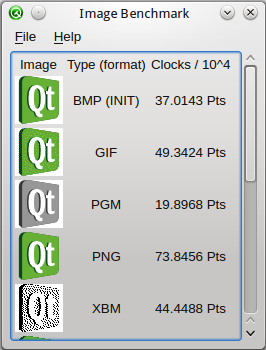 Image Benchmark
File Help
Image Type (format) Clocks / 10^4
Qt BMP (INIT) 37.0143 Pts
Qt GIF 49.3424 Pts
Qt PGM 19.8968 Pts
Qt PNG 73.8456 Pts
Qt XBM 44.4488 Pts